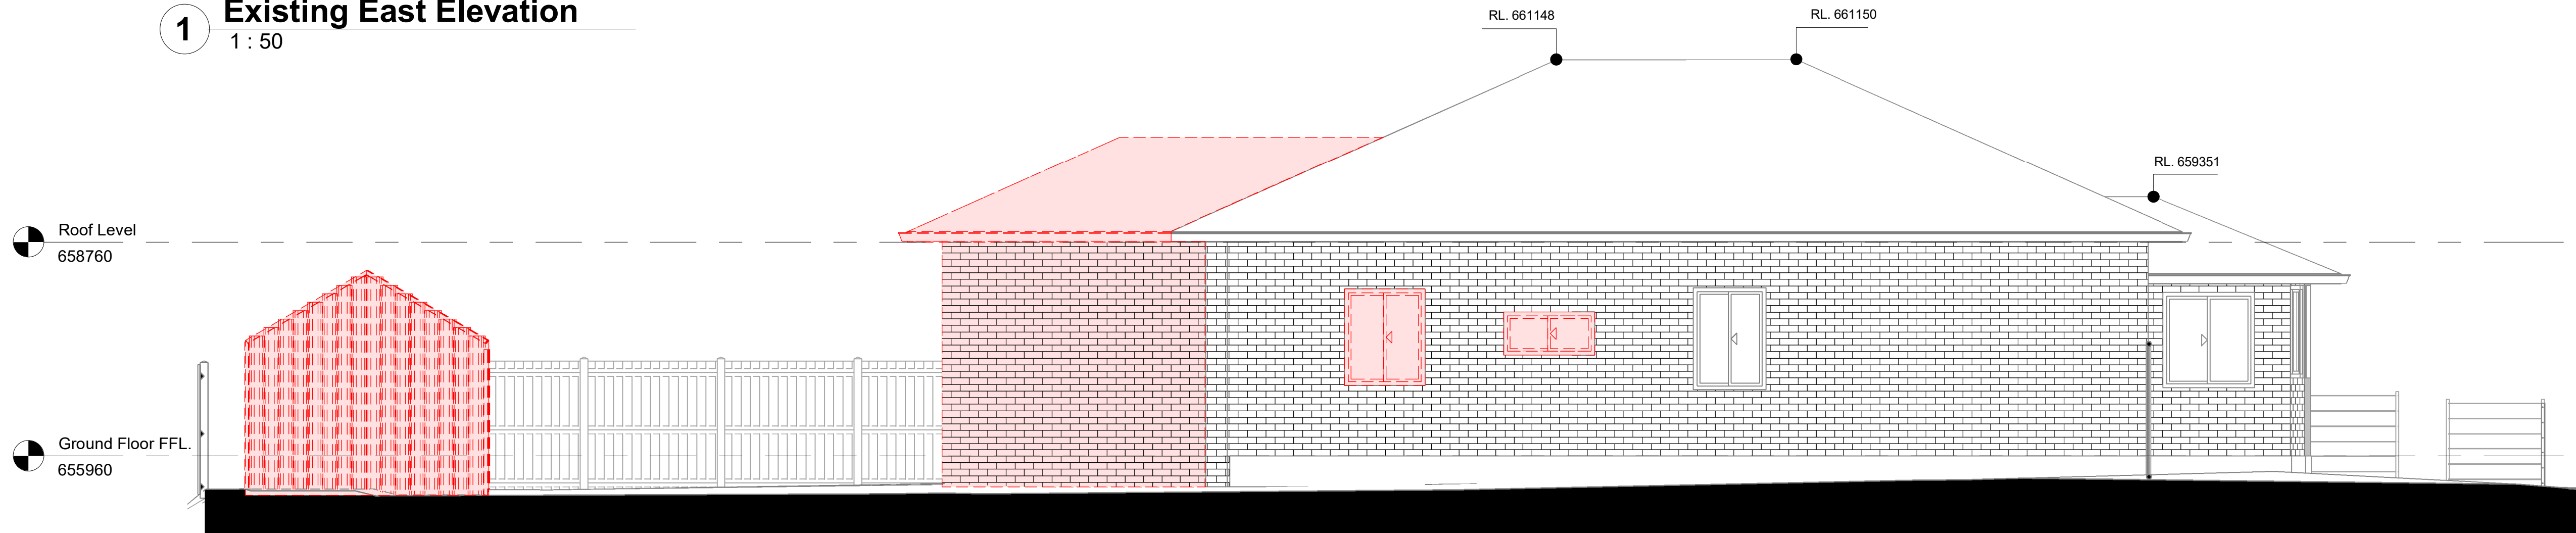 1
Existing East Elevation
1 : 50
RL. 661148
RL. 661150
RL. 659351
Roof Level
658760
Ground Floor FFL.
655960